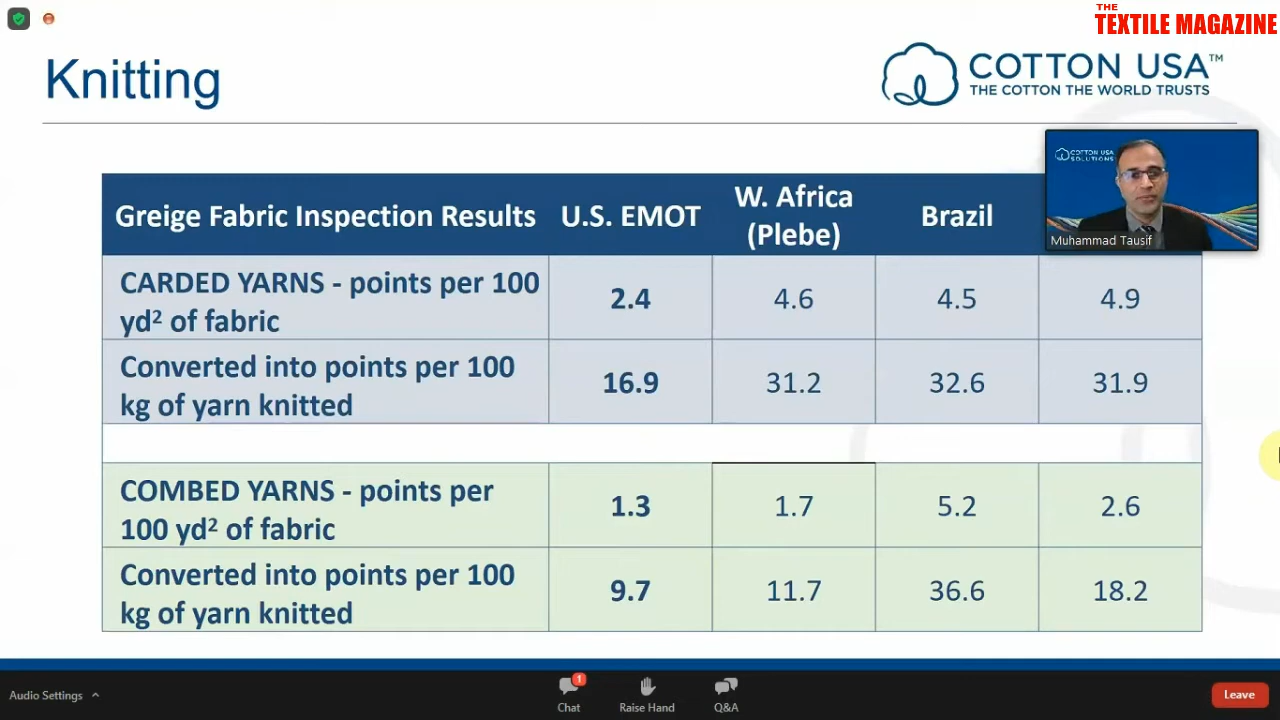 THE
TEXTILE MAGAZINE
Knitting
COTTON USA™
THE COTTON THE WORLD TRUSTS
COTTON USA
SOLUTIONS
Muhammad Tausif
Greige Fabric Inspection Results U.S. EMOT W. Africa (Plebe) Brazil
CARDED YARNS - points per 100 yd² of fabric 2.4 4.6 4.5 4.9
Converted into points per 100 kg of yarn knitted 16.9 31.2 32.6 31.9
COMBED YARNS - points per 100 yd² of fabric 1.3 1.7 5.2 2.6
Converted into points per 100 kg of yarn knitted 9.7 11.7 36.6 18.2
Audio Settings
1
Chat
Raise Hand
Q&A
Leave